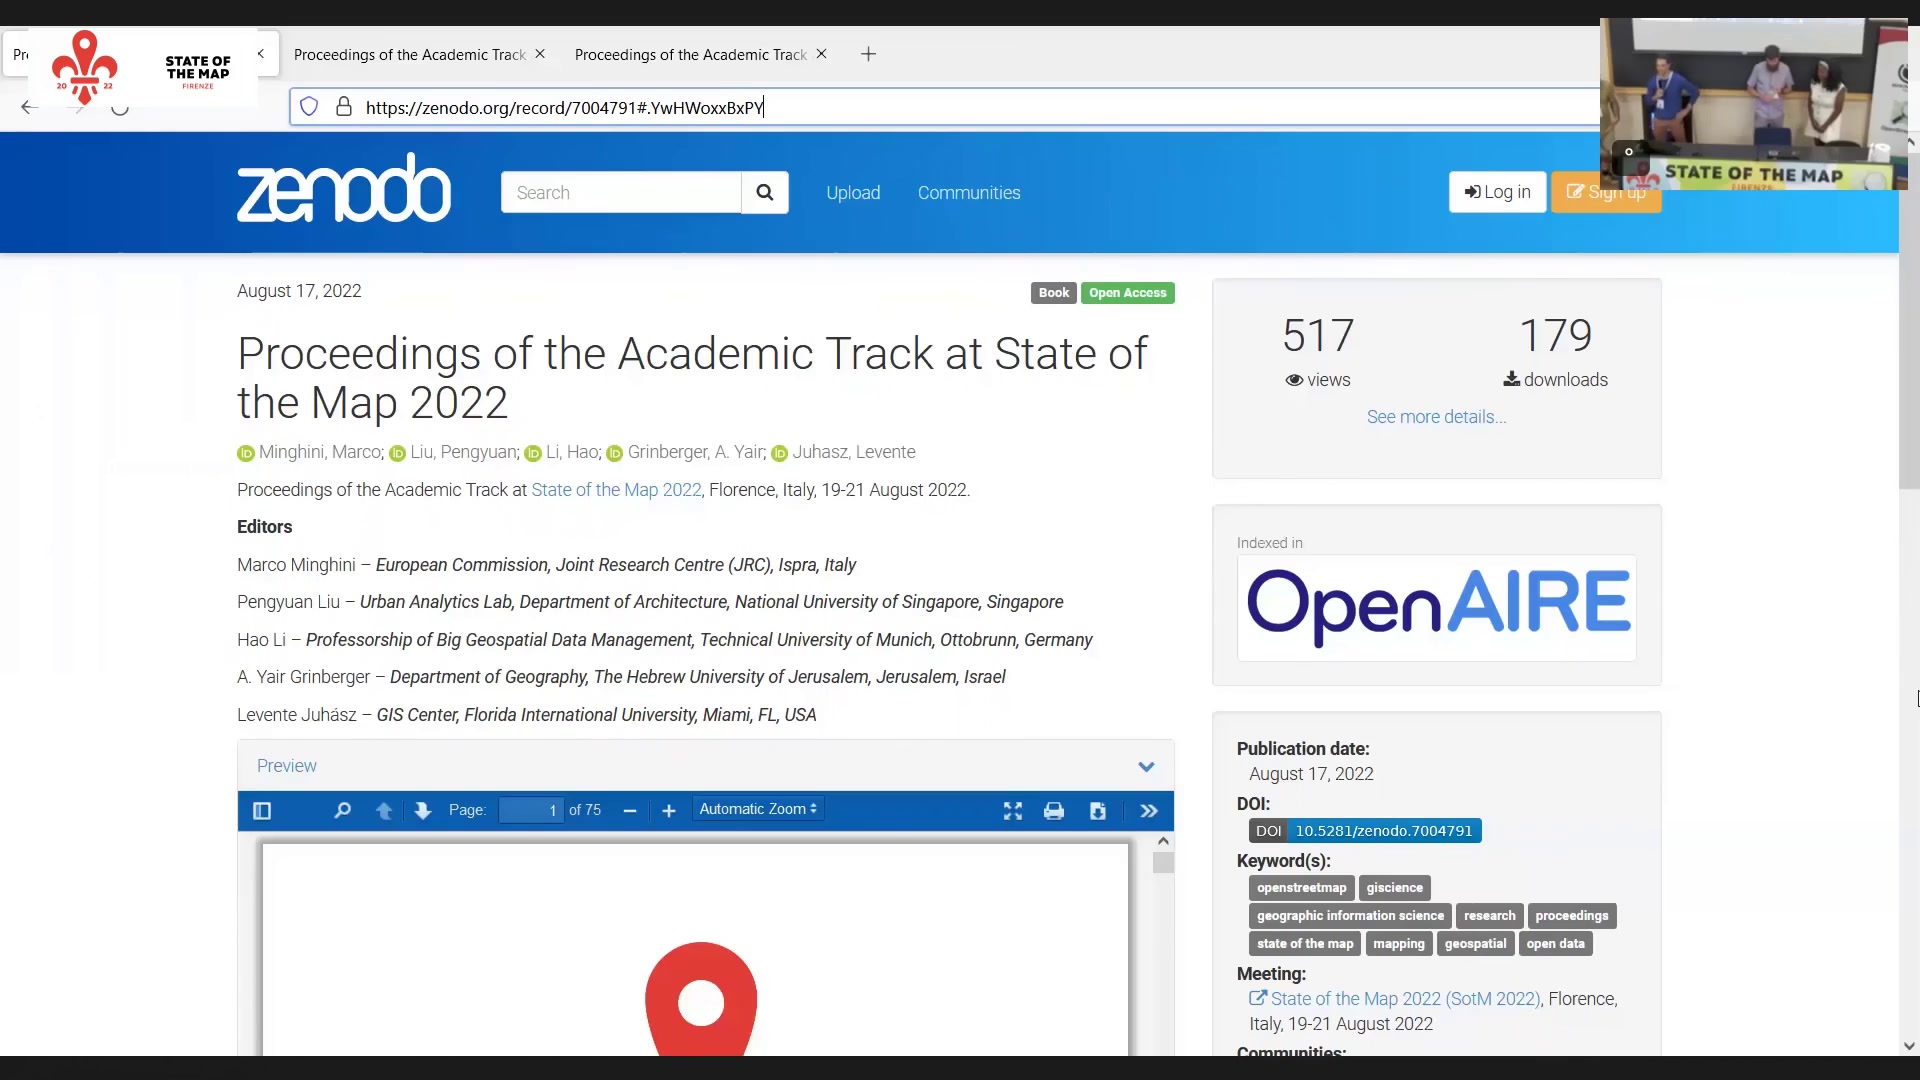 Pr
20 22
STATE OF
THE MAP
FIRENZE
Proceedings of the Academic Track
Proceedings of the Academic Track
https://zenodo.org/record/7004791#.YwHWoxxBxPY
zenodo
Search
Upload
Communities
Log in
Sign up
STATE OF THE MAP
FIRENZE
August 17, 2022
Book
Open Access
Proceedings of the Academic Track at State of
the Map 2022
iD Minghini, Marco; iD Liu, Pengyuan; iD Li, Hao; iD Grinberger, A. Yair; iD Juhasz, Levente
Proceedings of the Academic Track at State of the Map 2022, Florence, Italy, 19-21 August 2022.
Editors
Marco Minghini – European Commission, Joint Research Centre (JRC), Ispra, Italy
Pengyuan Liu – Urban Analytics Lab, Department of Architecture, National University of Singapore, Singapore
Hao Li – Professorship of Big Geospatial Data Management, Technical University of Munich, Ottobrunn, Germany
A. Yair Grinberger – Department of Geography, The Hebrew University of Jerusalem, Jerusalem, Israel
Levente Juhász – GIS Center, Florida International University, Miami, FL, USA
Preview
Page: 1 of 75
Automatic Zoom
517
views
179
downloads
See more details...
Indexed in
OpenAIRE
Publication date:
August 17, 2022
DOI:
DOI 10.5281/zenodo.7004791
Keyword(s):
openstreetmap giscience
geographic information science research proceedings
state of the map mapping geospatial open data
Meeting:
State of the Map 2022 (SotM 2022), Florence,
Italy, 19-21 August 2022
Communities: